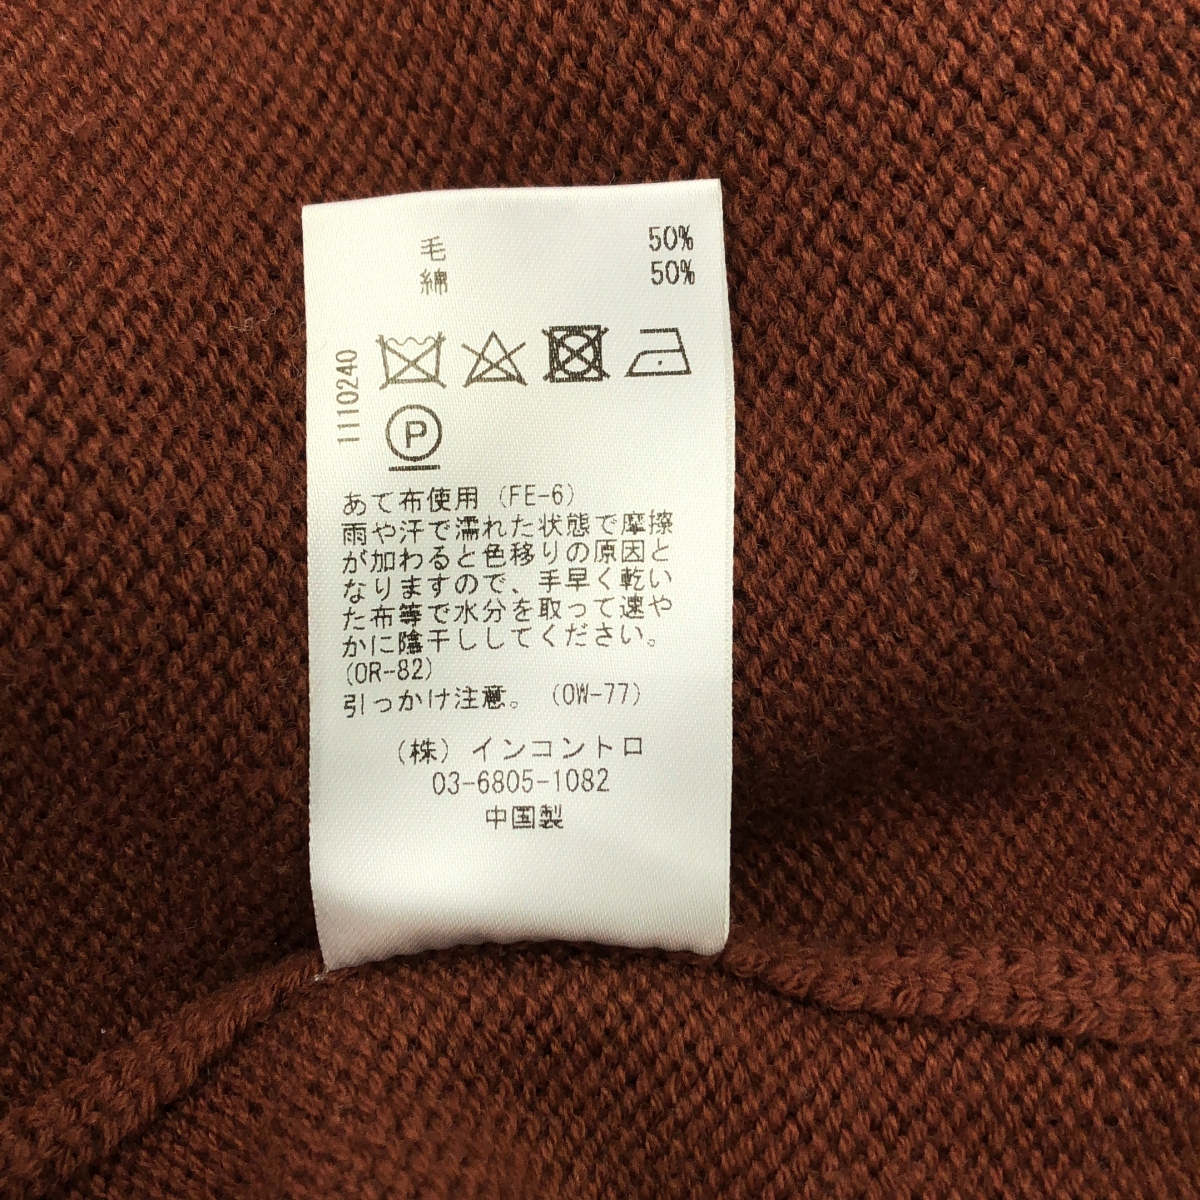 毛 50%
綿 50%
1110240
P
あて布使用 (FE-6)
雨や汗で濡れた状態で摩擦
が加わると色移りの原因と
なりますので、手早く乾い
た布等で水分を取って速や
かに陰干ししてください。
(OR-82)
引っかけ注意。 (OW-77)
(株) インコントロ
03-6805-1082
中国製